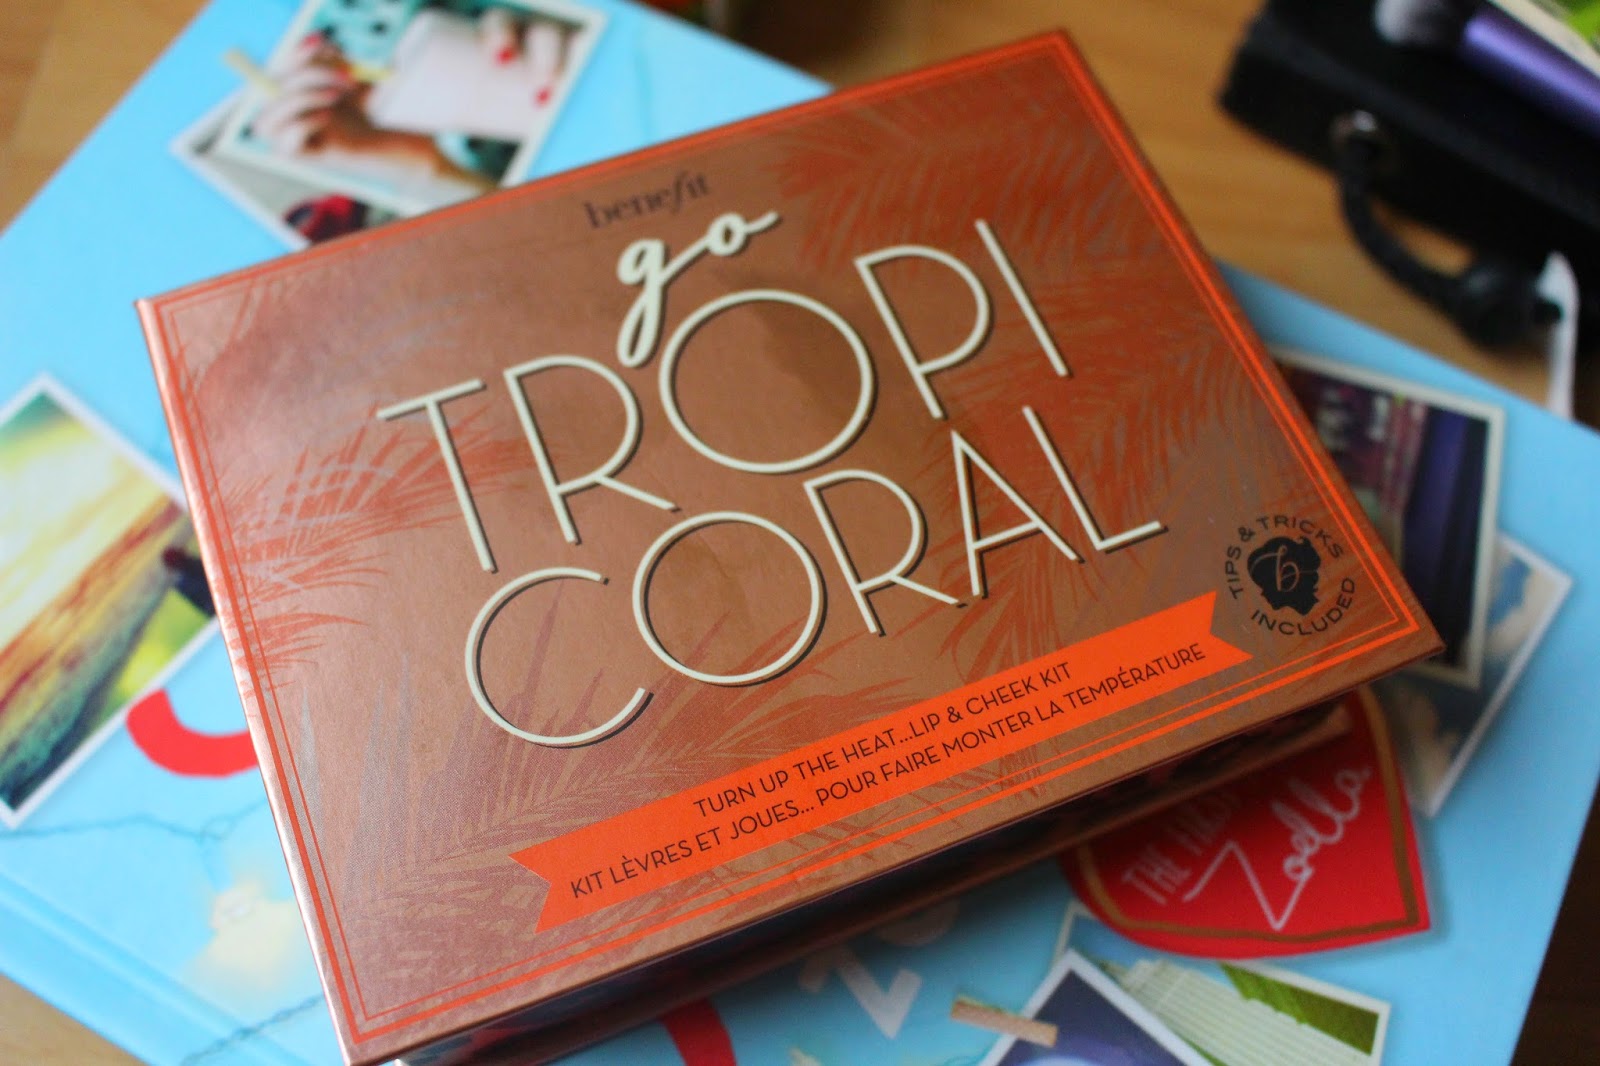 benefit
go
TROPI
CORAL
TIPS & TRICKS
b
INCLUDED
TURN UP THE HEAT...LIP & CHEEK KIT
KIT LÈVRES ET JOUES... POUR FAIRE MONTER LA TEMPÉRATURE
THE
Zoella